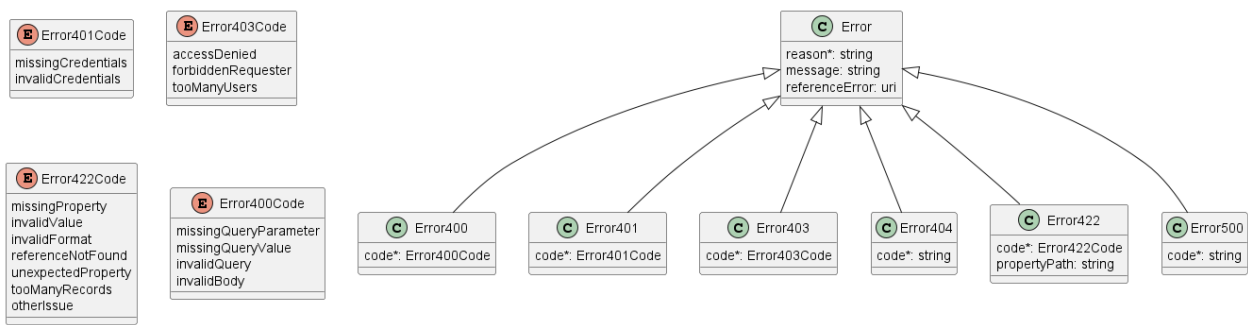 E Error401Code
missingCredentials
invalidCredentials
E Error403Code
accessDenied
forbiddenRequester
tooManyUsers
C Error
reason*: string
message: string
referenceError: uri
E Error422Code
missingProperty
invalidValue
invalidFormat
referenceNotFound
unexpectedProperty
tooManyRecords
otherIssue
E Error400Code
missingQueryParameter
missingQueryValue
invalidQuery
invalidBody
C Error400
code*: Error400Code
C Error401
code*: Error401Code
C Error403
code*: Error403Code
C Error404
code*: string
C Error422
code*: Error422Code
propertyPath: string
C Error500
code*: string